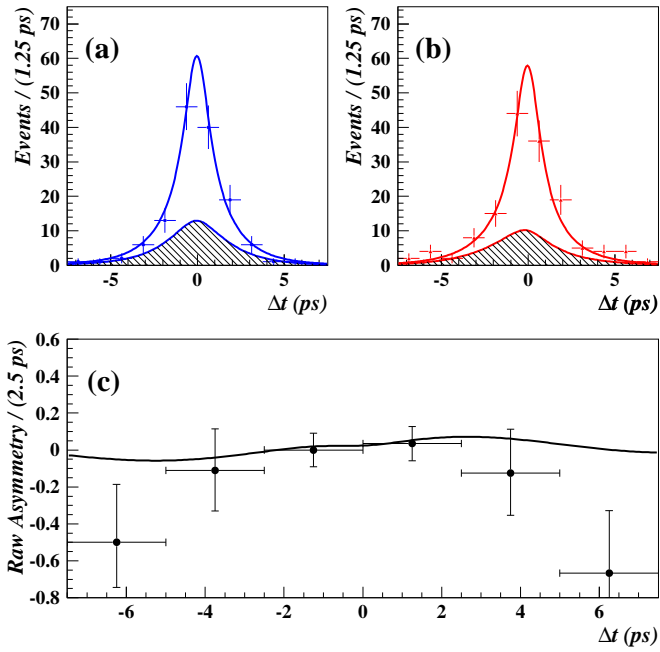 (a)
Events / (1.25 ps)
70
60
50
40
30
20
10
0
-5 0 5
Δt (ps)
(b)
Events / (1.25 ps)
70
60
50
40
30
20
10
0
-5 0 5
Δt (ps)
(c)
Raw Asymmetry / (2.5 ps)
0.6
0.4
0.2
0
-0.2
-0.4
-0.6
-0.8
-6 -4 -2 0 2 4 6
Δt (ps)